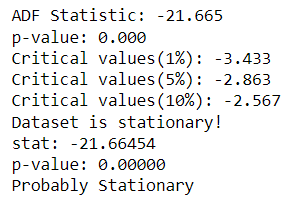 ADF Statistic: -21.665
p-value: 0.000
Critical values(1%): -3.433
Critical values(5%): -2.863
Critical values(10%): -2.567
Dataset is stationary!
stat: -21.66454
p-value: 0.00000
Probably Stationary